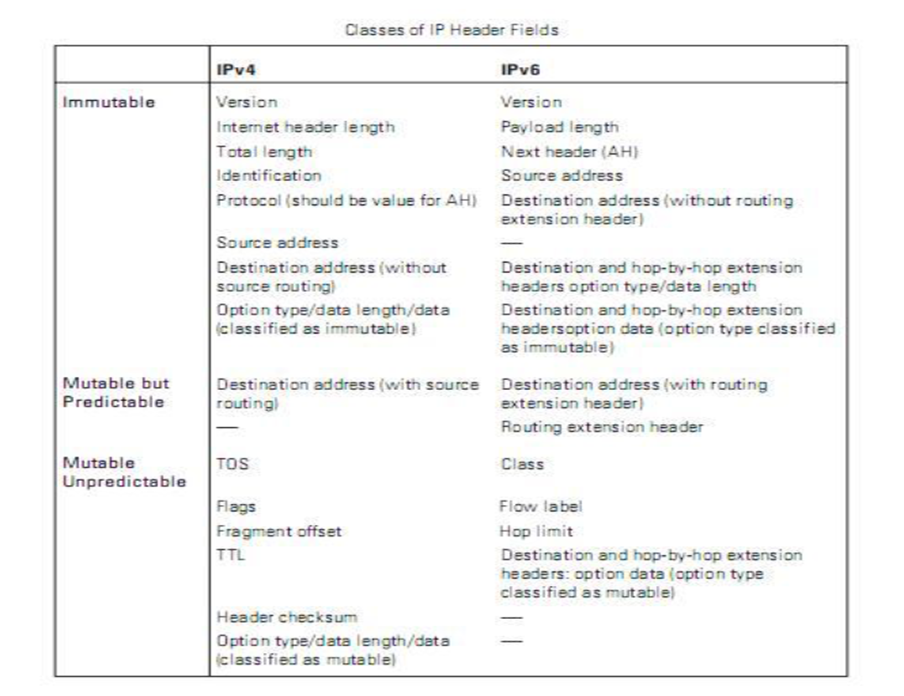 Classes of IP Header Fields
IPv4 IPv6
Immutable Version Version
Internet header length Payload length
Total length Next header (AH)
Identification Source address
Protocol (should be value for AH) Destination address (without routing
extension header)
Source address —
Destination address (without Destination and hop-by-hop extension
source routing) headers option type/data length
Option type/data length/data Destination and hop-by-hop extension
(classified as immutable) headersoption data (option type classified
as immutable)
Mutable but Destination address (with source Destination address (with routing
Predictable routing) extension header)
— Routing extension header
Mutable TOS Class
Unpredictable
Flags Flow label
Fragment offset Hop limit
TTL Destination and hop-by-hop extension
headers: option data (option type
classified as mutable)
Header checksum —
Option type/data length/data —
(classified as mutable)